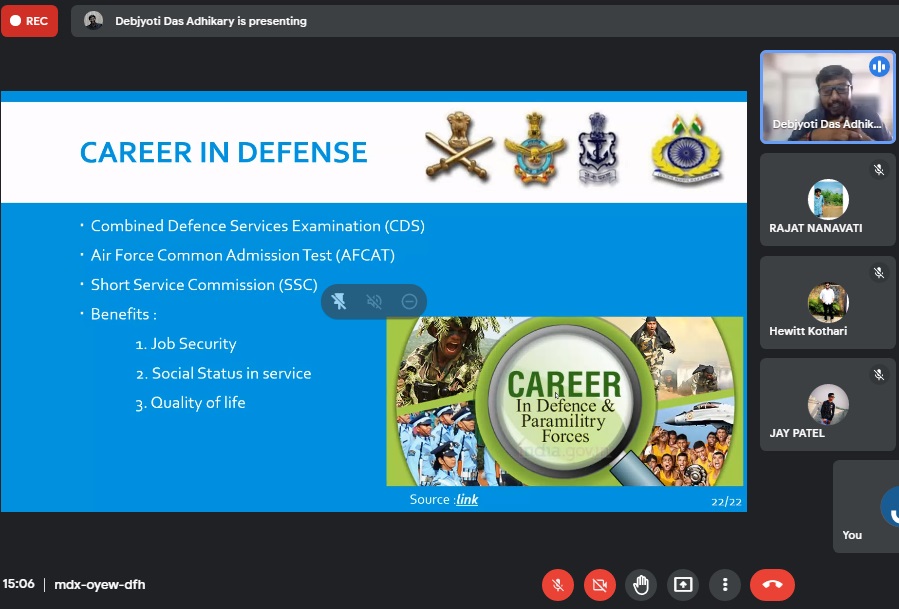 REC
Debjyoti Das Adhikary is presenting
Debjyoti Das Adhik...
CAREER IN DEFENSE
RAJAT NANAVATI
Combined Defence Services Examination (CDS)
Air Force Common Admission Test (AFCAT)
Short Service Commission (SSC)
Benefits :
1. Job Security
2. Social Status in service
3. Quality of life
Hewitt Kothari
CAREER
In Defence &
Paramilitry
Forces
india.gov.in
JAY PATEL
Source :link
22/22
You
15:06 | mdx-oyew-dfh